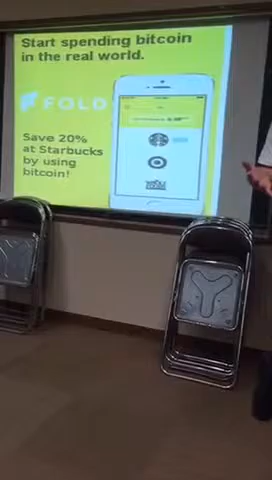 Start spending bitcoin
in the real world.
FOLD
Save 20%
at Starbucks
by using
bitcoin!